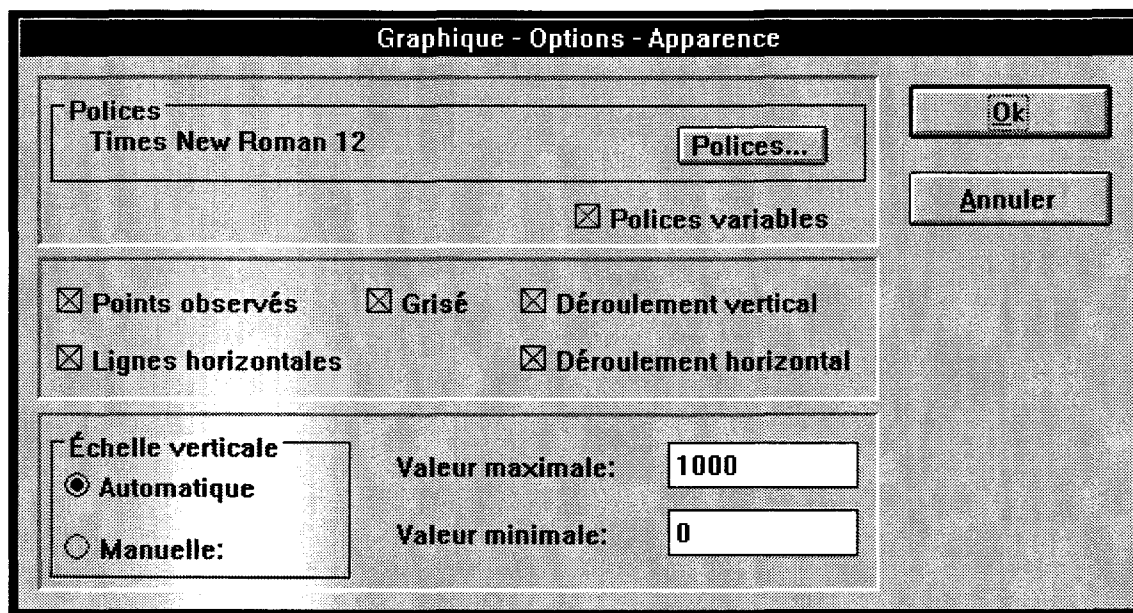 Graphique - Options - Apparence
Polices
Times New Roman 12
Polices...
Polices variables
Ok
Annuler
Points observés
Grisé
Déroulement vertical
Lignes horizontales
Déroulement horizontal
Échelle verticale
Automatique
Manuelle:
Valeur maximale:
1000
Valeur minimale:
0